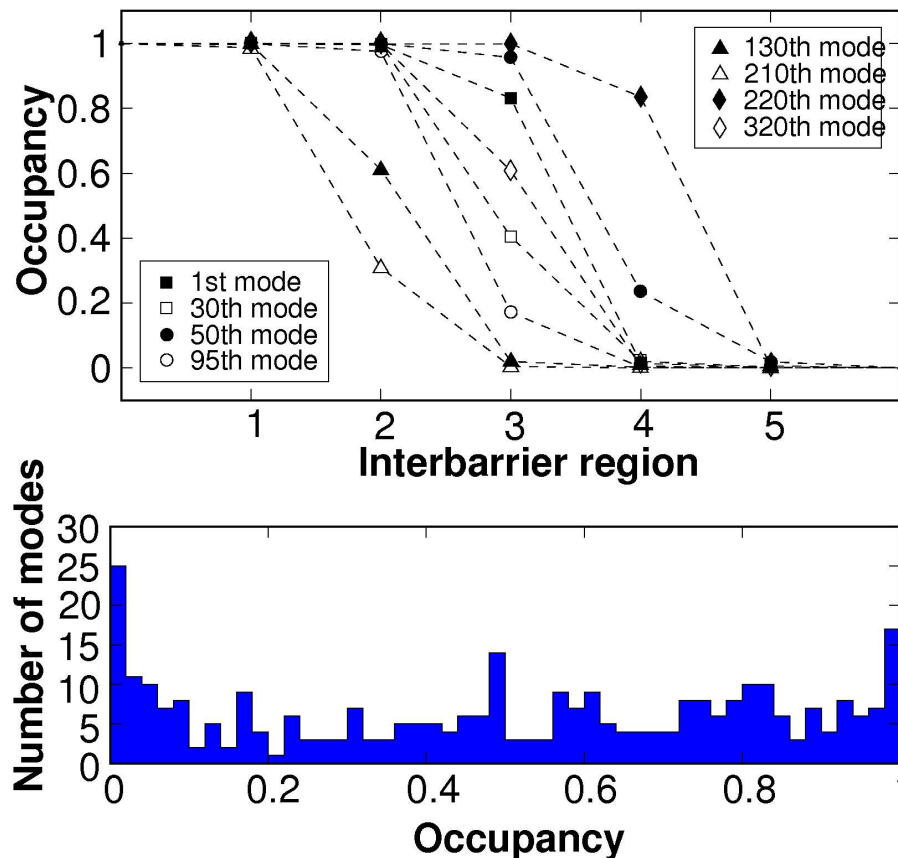 Occupancy
1
0.8
0.6
0.4
0.2
0
130th mode
210th mode
220th mode
320th mode
1st mode
30th mode
50th mode
95th mode
1 2 3 4 5
Interbarrier region
Number of modes
30
25
20
15
10
5
0
0 0.2 0.4 0.6 0.8
Occupancy